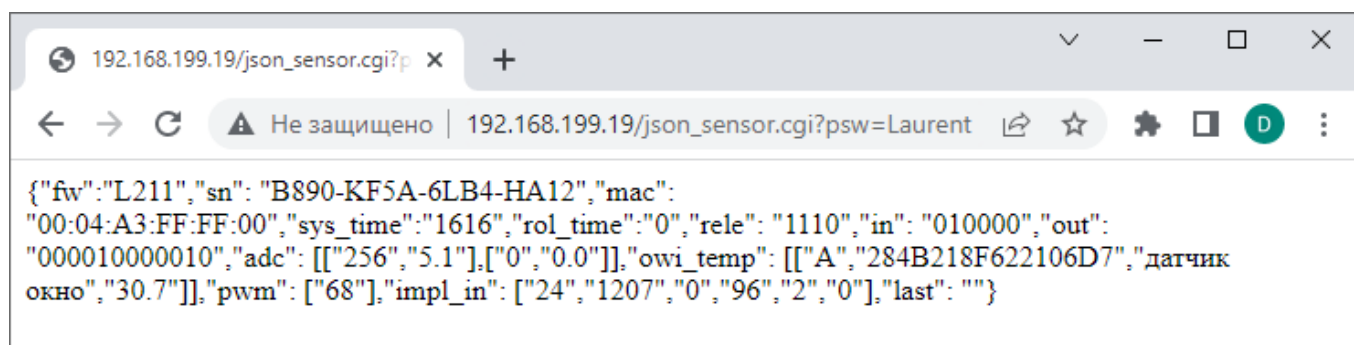 192.168.199.19/json_sensor.cgi?p
Не защищено | 192.168.199.19/json_sensor.cgi?psw=Laurent D
{"fw":"L211","sn": "B890-KF5A-6LB4-HA12","mac":
"00:04:A3:FF:FF:00","sys_time":"1616","rol_time":"0","rele": "1110","in": "010000","out":
"000010000010","adc": [["256","5.1"],["0","0.0"]],"owi_temp": [["A","284B218F622106D7","датчик
окно","30.7"]],"pwm": ["68"],"impl_in": ["24","1207","0","96","2","0"],"last": ""}